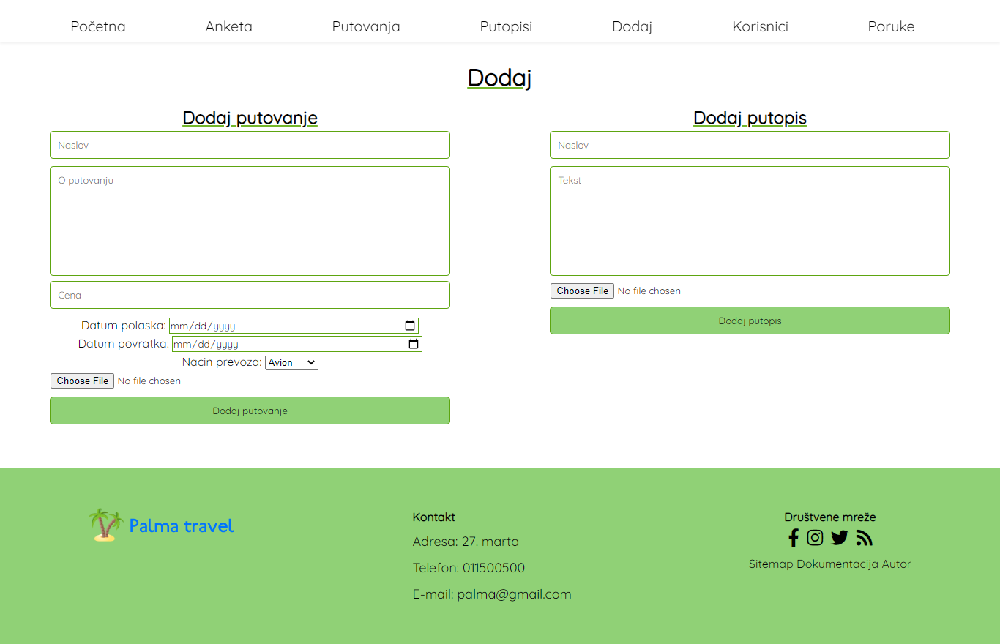 Početna Anketa Putovanja Putopisi Dodaj Korisnici Poruke
Dodaj
Dodaj putovanje
Naslov
O putovanju
Cena
Datum polaska: mm/dd/yyyy
Datum povratka: mm/dd/yyyy
Nacin prevoza: Avion
Choose File No file chosen
Dodaj putovanje
Dodaj putopis
Naslov
Tekst
Choose File No file chosen
Dodaj putopis
Palma travel
Kontakt
Adresa: 27. marta
Telefon: 011500500
E-mail: palma@gmail.com
Društvene mreže
Sitemap Dokumentacija Autor